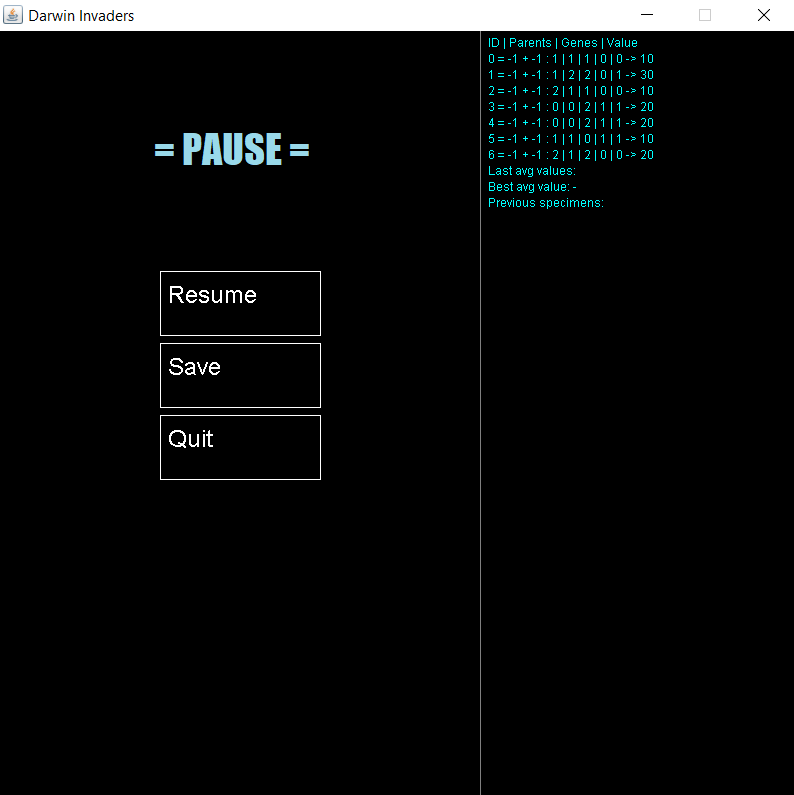 Darwin Invaders
= PAUSE =
Resume
Save
Quit
ID | Parents | Genes | Value
0 = -1 + -1 : 1 | 1 | 1 | 0 | 0 -> 10
1 = -1 + -1 : 1 | 2 | 2 | 0 | 1 -> 30
2 = -1 + -1 : 2 | 1 | 1 | 0 | 0 -> 10
3 = -1 + -1 : 0 | 0 | 2 | 1 | 1 -> 20
4 = -1 + -1 : 0 | 0 | 2 | 1 | 1 -> 20
5 = -1 + -1 : 1 | 1 | 0 | 1 | 1 -> 10
6 = -1 + -1 : 2 | 1 | 2 | 0 | 0 -> 20
Last avg values:
Best avg value: -
Previous specimens: